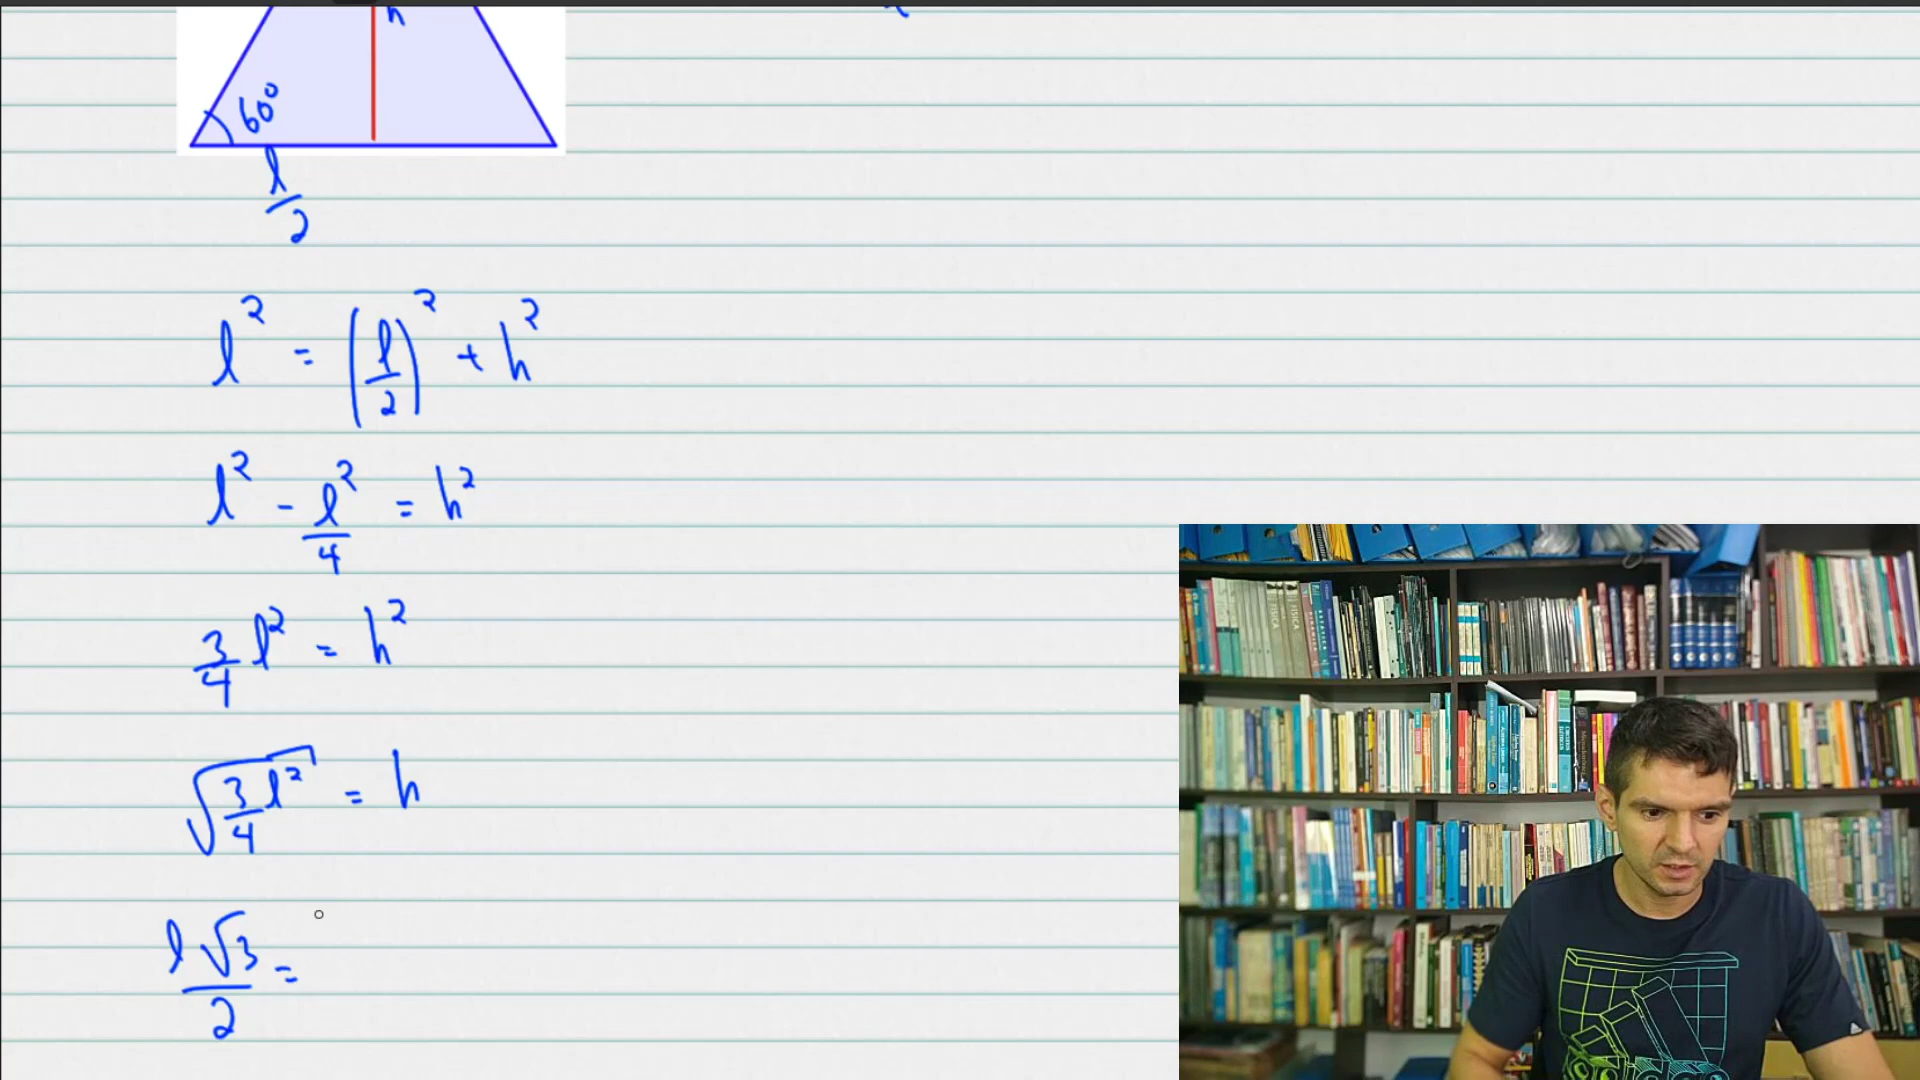 h
60°
l/2
l² = (l/2)² + h²
l² - l²/4 = h²
3/4 l² = h²
√(3/4 l²) = h
l√3/2 =